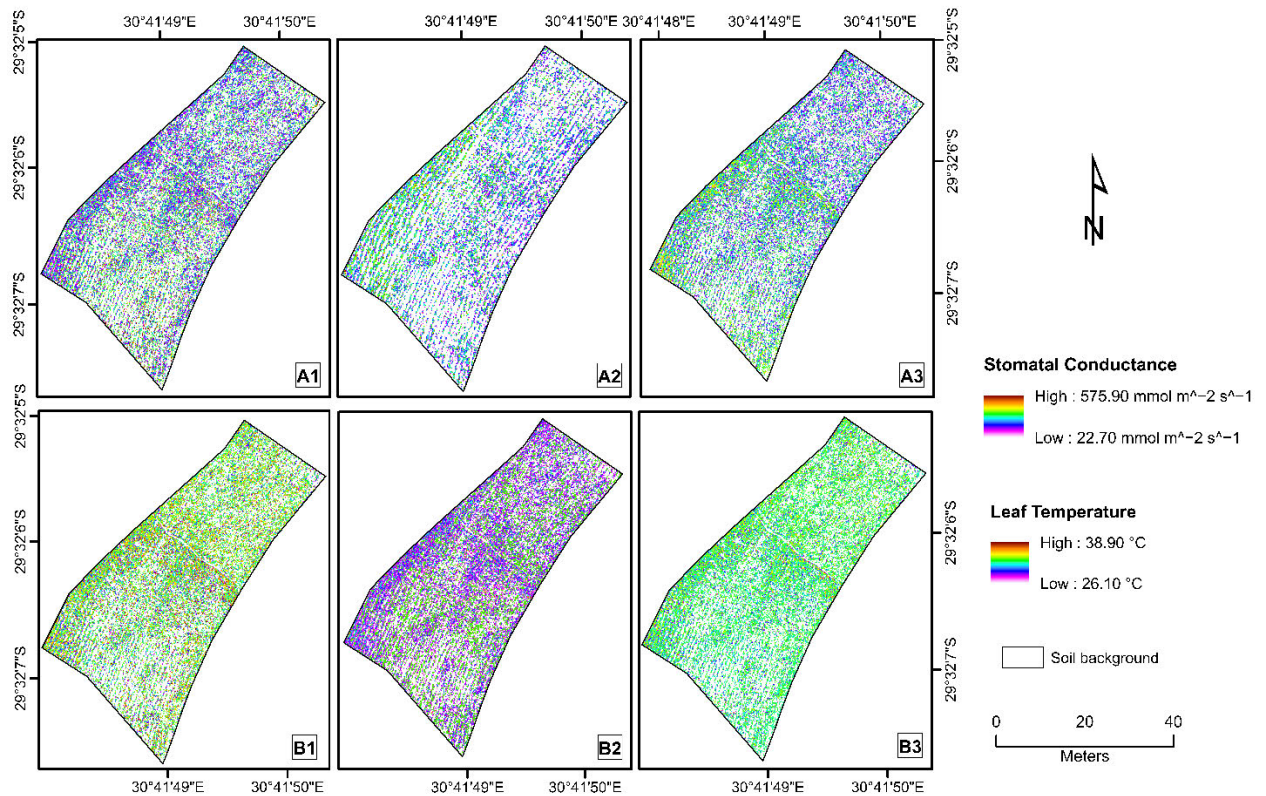 30°41'49"E 30°41'50"E 30°41'49"E 30°41'50"E 30°41'48"E 30°41'49"E 30°41'50"E
29°32'5"S
29°32'6"S
29°32'7"S
A1
A2
A3
29°32'5"S
29°32'6"S
29°32'7"S
29°32'5"S
29°32'6"S
29°32'7"S
B1
B2
B3
29°32'6"S
29°32'7"S
30°41'49"E 30°41'50"E 30°41'49"E 30°41'50"E 30°41'49"E 30°41'50"E
N
Stomatal Conductance
High : 575.90 mmol m^−2 s^−1
Low : 22.70 mmol m^−2 s^−1
Leaf Temperature
High : 38.90 °C
Low : 26.10 °C
Soil background
0 20 40
Meters